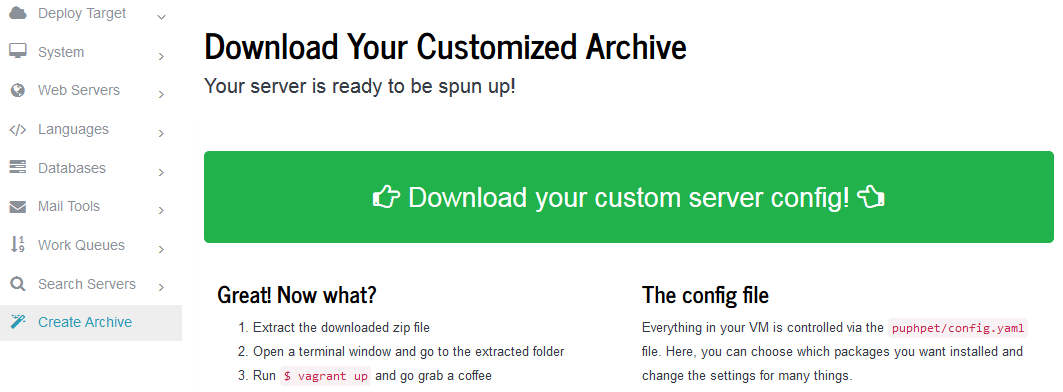 Deploy Target
System
Web Servers
Languages
Databases
Mail Tools
Work Queues
Search Servers
Create Archive
Download Your Customized Archive
Your server is ready to be spun up!
Download your custom server config!
Great! Now what?
1. Extract the downloaded zip file
2. Open a terminal window and go to the extracted folder
3. Run $ vagrant up and go grab a coffee
The config file
Everything in your VM is controlled via the puphpet/config.yaml
file. Here, you can choose which packages you want installed and
change the settings for many things.